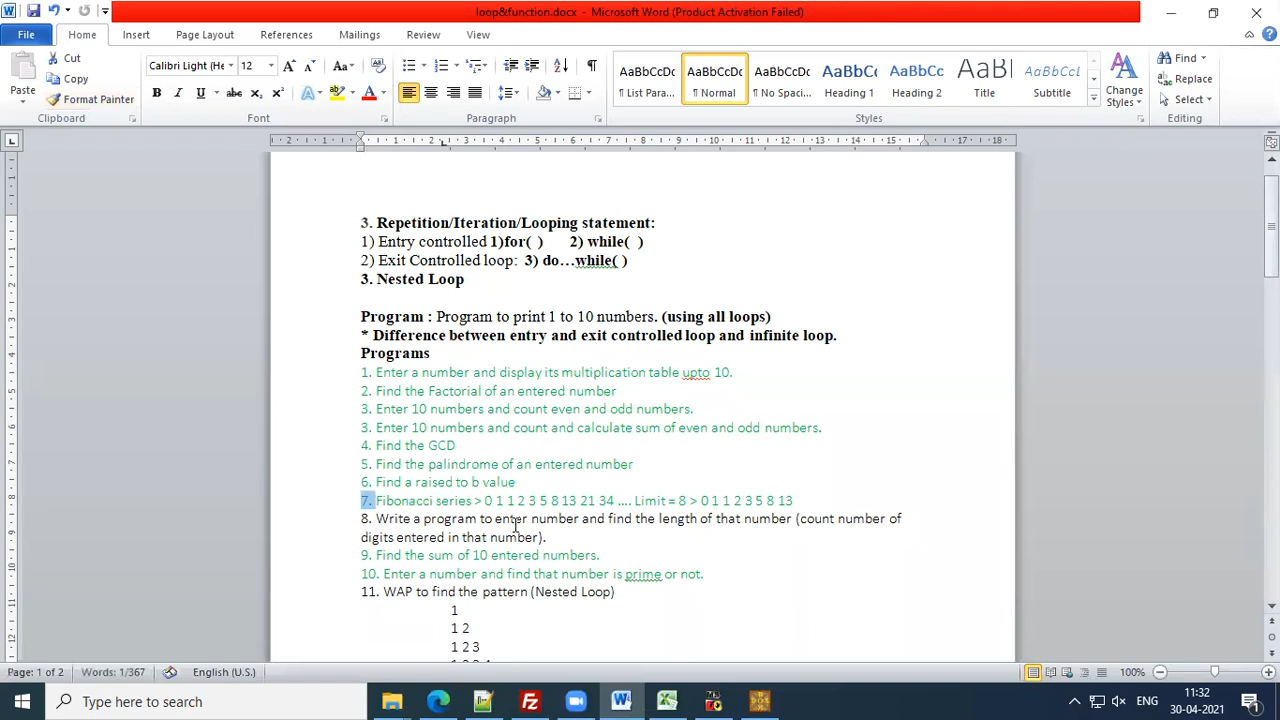 loop&function.docx - Microsoft Word (Product Activation Failed)
File Home Insert Page Layout References Mailings Review View
Paste
Cut
Copy
Format Painter
Clipboard
Calibri Light (He 12
Font
Paragraph
AaBbCcDc AaBbCcDc AaBbCcDc AaBbCc AaBbCc AaB AaBbCcDc
¶ List Para... ¶ Normal ¶ No Spaci... Heading 1 Heading 2 Title Subtitle
Change Styles
Styles
Find
Replace
Select
Editing
3. Repetition/Iteration/Looping statement:
1) Entry controlled 1)for( ) 2) while( )
2) Exit Controlled loop: 3) do…while( )
3. Nested Loop
Program : Program to print 1 to 10 numbers. (using all loops)
* Difference between entry and exit controlled loop and infinite loop.
Programs
1. Enter a number and display its multiplication table upto 10.
2. Find the Factorial of an entered number
3. Enter 10 numbers and count even and odd numbers.
3. Enter 10 numbers and count and calculate sum of even and odd numbers.
4. Find the GCD
5. Find the palindrome of an entered number
6. Find a raised to b value
7. Fibonacci series > 0 1 1 2 3 5 8 13 21 34 .... Limit = 8 > 0 1 1 2 3 5 8 13
8. Write a program to enter number and find the length of that number (count number of
digits entered in that number).
9. Find the sum of 10 entered numbers.
10. Enter a number and find that number is prime or not.
11. WAP to find the pattern (Nested Loop)
1
1 2
1 2 3
1 2 3 4
Page: 1 of 2 Words: 1/367 English (U.S.) 100%
Type here to search
ENG
11:32
30-04-2021